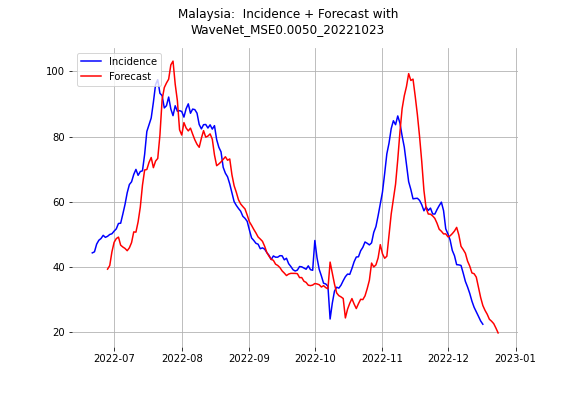 Malaysia:  Incidence + Forecast with
WaveNet_MSE0.0050_20221023
Incidence
Forecast
100
80
60
40
20
2022-07 2022-08 2022-09 2022-10 2022-11 2022-12 2023-01